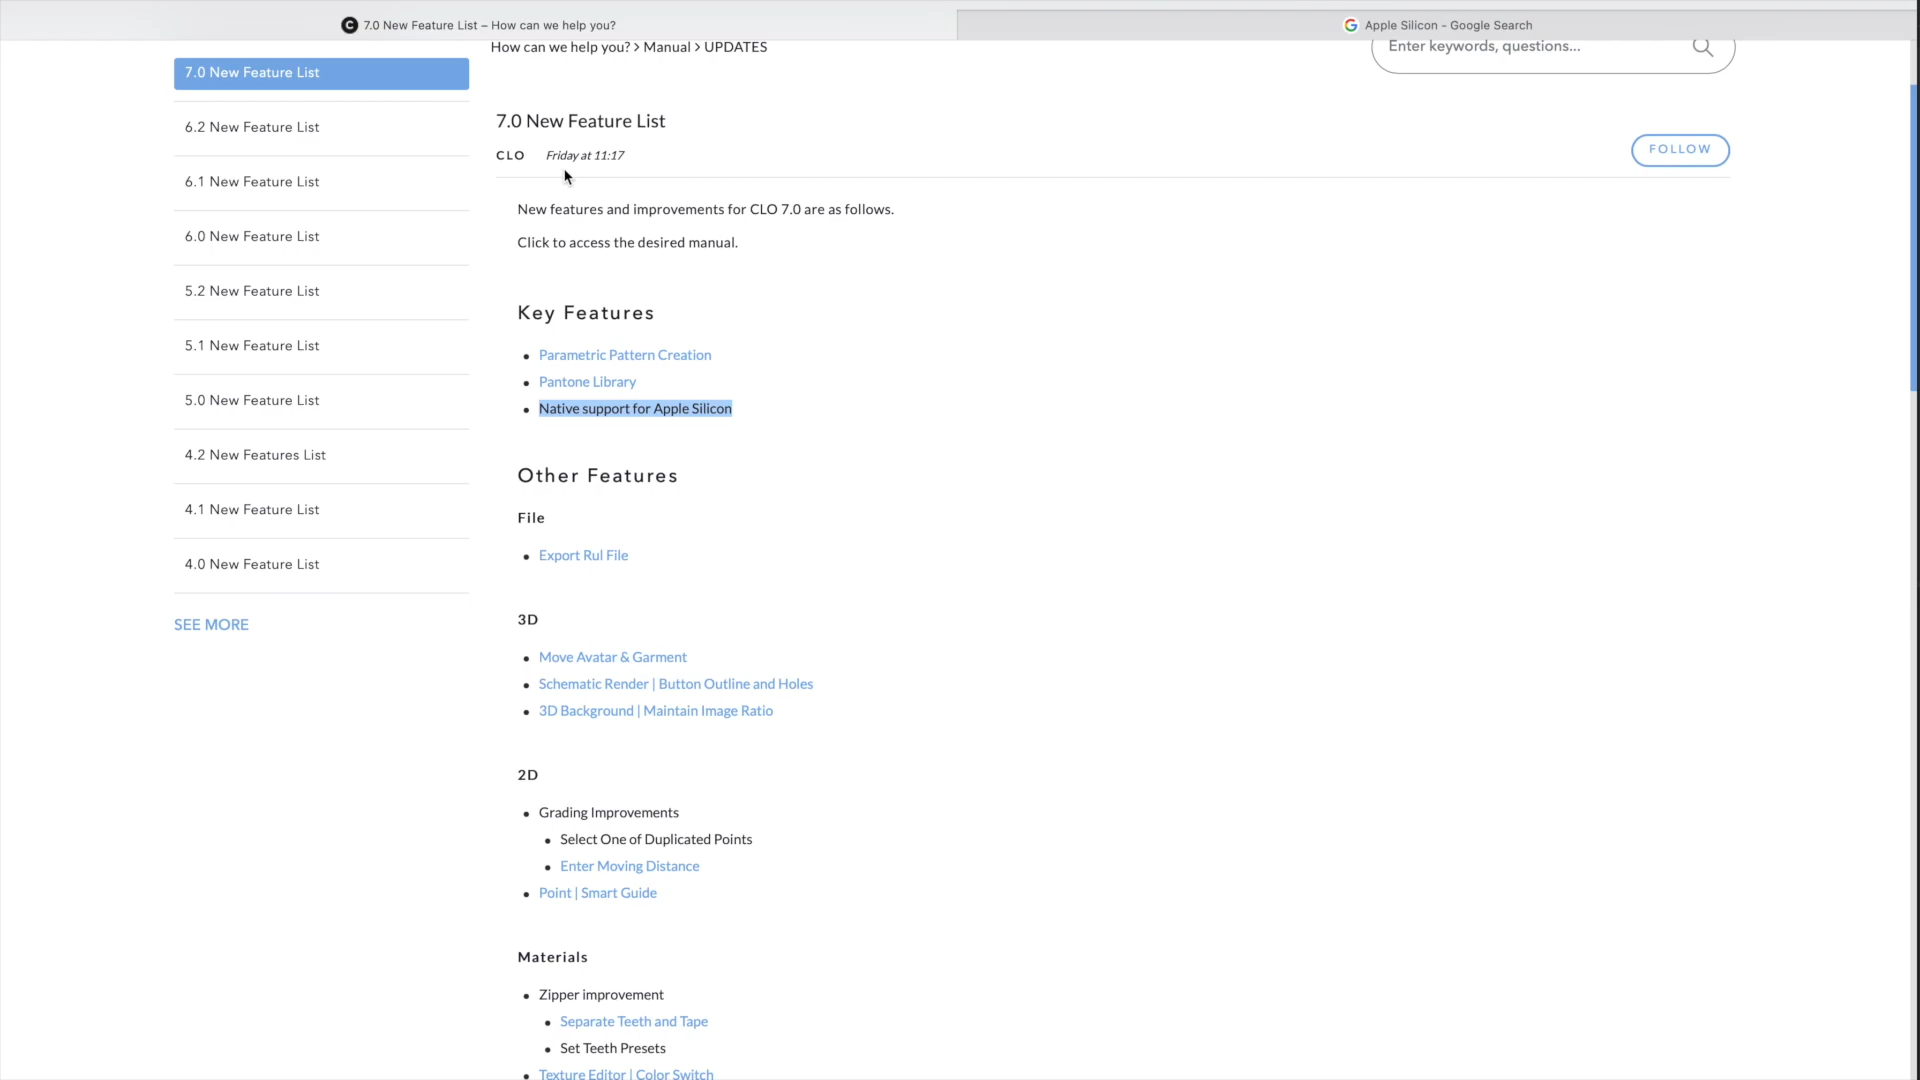 7.0 New Feature List – How can we help you?
Apple Silicon - Google Search
How can we help you? > Manual > UPDATES
Enter keywords, questions...
7.0 New Feature List
6.2 New Feature List
6.1 New Feature List
6.0 New Feature List
5.2 New Feature List
5.1 New Feature List
5.0 New Feature List
4.2 New Features List
4.1 New Feature List
4.0 New Feature List
SEE MORE
7.0 New Feature List
CLO Friday at 11:17
FOLLOW
New features and improvements for CLO 7.0 are as follows.
Click to access the desired manual.
Key Features
Parametric Pattern Creation
Pantone Library
Native support for Apple Silicon
Other Features
File
Export Rul File
3D
Move Avatar & Garment
Schematic Render | Button Outline and Holes
3D Background | Maintain Image Ratio
2D
Grading Improvements
Select One of Duplicated Points
Enter Moving Distance
Point | Smart Guide
Materials
Zipper improvement
Separate Teeth and Tape
Set Teeth Presets
Texture Editor | Color Switch